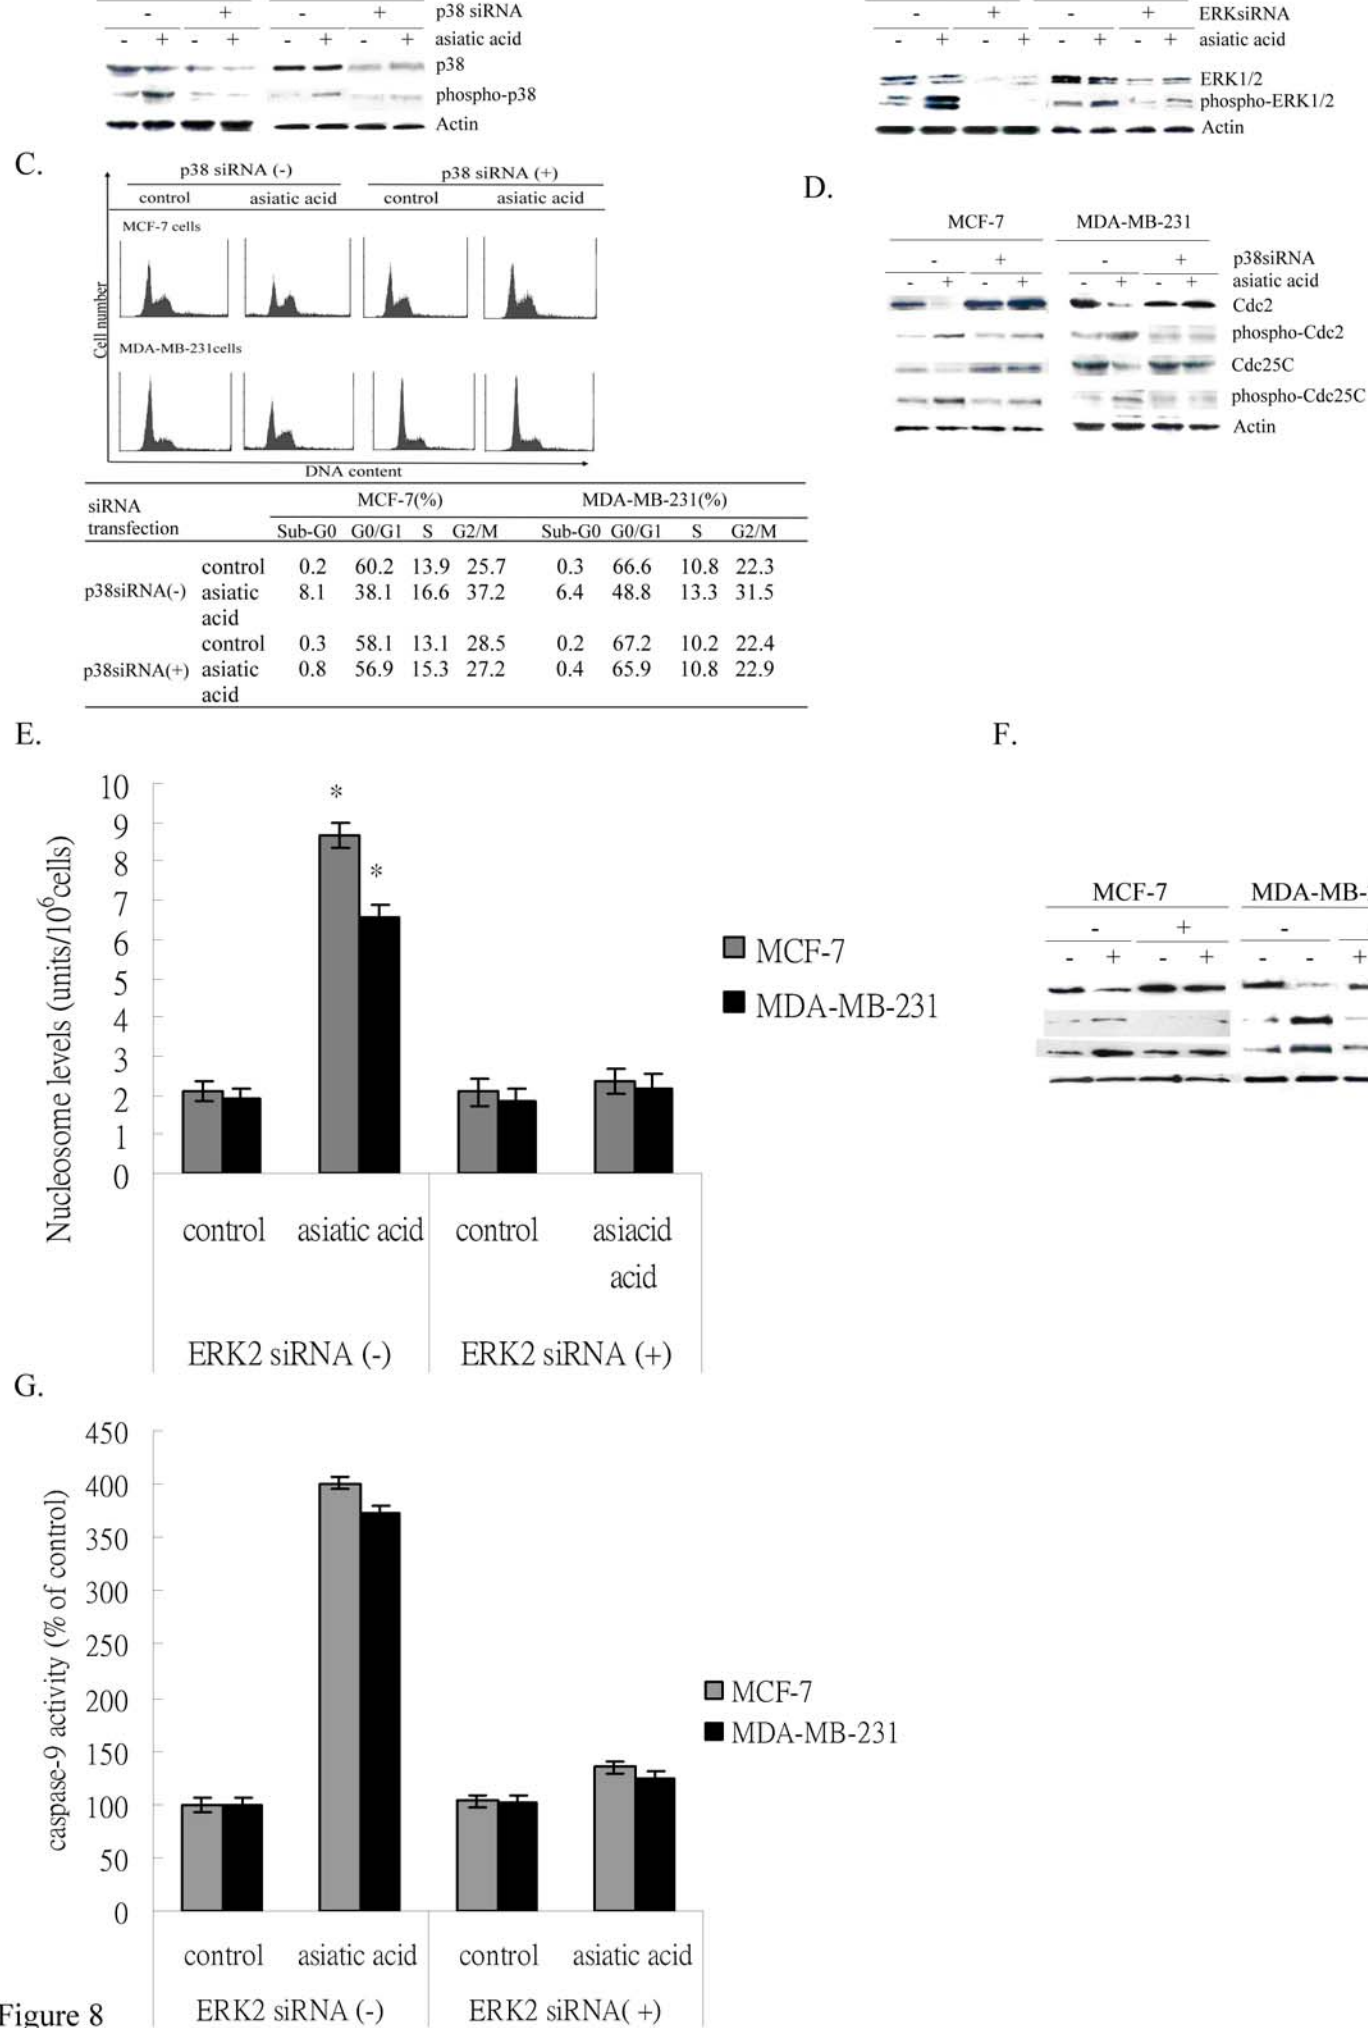 - + p38 siRNA - +
- + - + - + - + asiatic acid
p38
phospho-p38
Actin
- + - + ERKsiRNA
- + - + - + - + asiatic acid
ERK1/2
phospho-ERK1/2
Actin
C.
p38 siRNA (-) p38 siRNA (+)
control asiatic acid control asiatic acid
MCF-7 cells
Cell number
MDA-MB-231cells
DNA content
siRNA transfection MCF-7(%) MDA-MB-231(%)
Sub-G0 G0/G1 S G2/M Sub-G0 G0/G1 S G2/M
control 0.2 60.2 13.9 25.7 0.3 66.6 10.8 22.3
p38siRNA(-) asiatic 8.1 38.1 16.6 37.2 6.4 48.8 13.3 31.5
acid
control 0.3 58.1 13.1 28.5 0.2 67.2 10.2 22.4
p38siRNA(+) asiatic 0.8 56.9 15.3 27.2 0.4 65.9 10.8 22.9
acid
D.
MCF-7 MDA-MB-231
- + - + p38siRNA
- + - + - + - + asiatic acid
Cdc2
phospho-Cdc2
Cdc25C
phospho-Cdc25C
Actin
E.
Nucleosome levels (units/10⁶cells)
10
9
8
7
6
5
4
3
2
1
0
*
*
MCF-7
MDA-MB-231
control asiatic acid control asiacid
acid
ERK2 siRNA (-) ERK2 siRNA (+)
F.
MCF-7 MDA-MB-
- + -
- + - + - - +
G.
caspase-9 activity (% of control)
450
400
350
300
250
200
150
100
50
0
MCF-7
MDA-MB-231
control asiatic acid control asiatic acid
ERK2 siRNA (-) ERK2 siRNA( +)
Figure 8